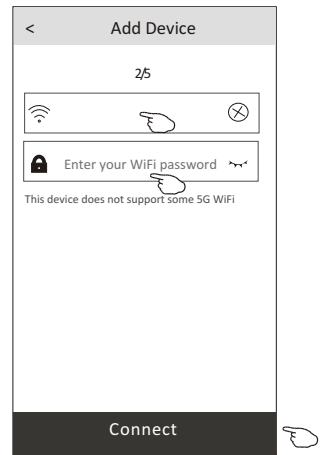 < Add Device
2/5
Enter your WiFi password
This device does not support some 5G WiFi
Connect